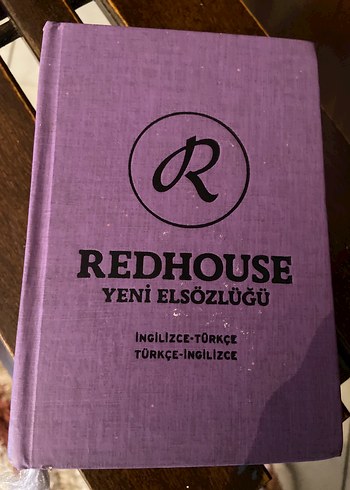 R
REDHOUSE
YENİ ELSÖZLÜĞÜ
İNGİLİZCE-TÜRKÇE
TÜRKÇE-İNGİLİZCE